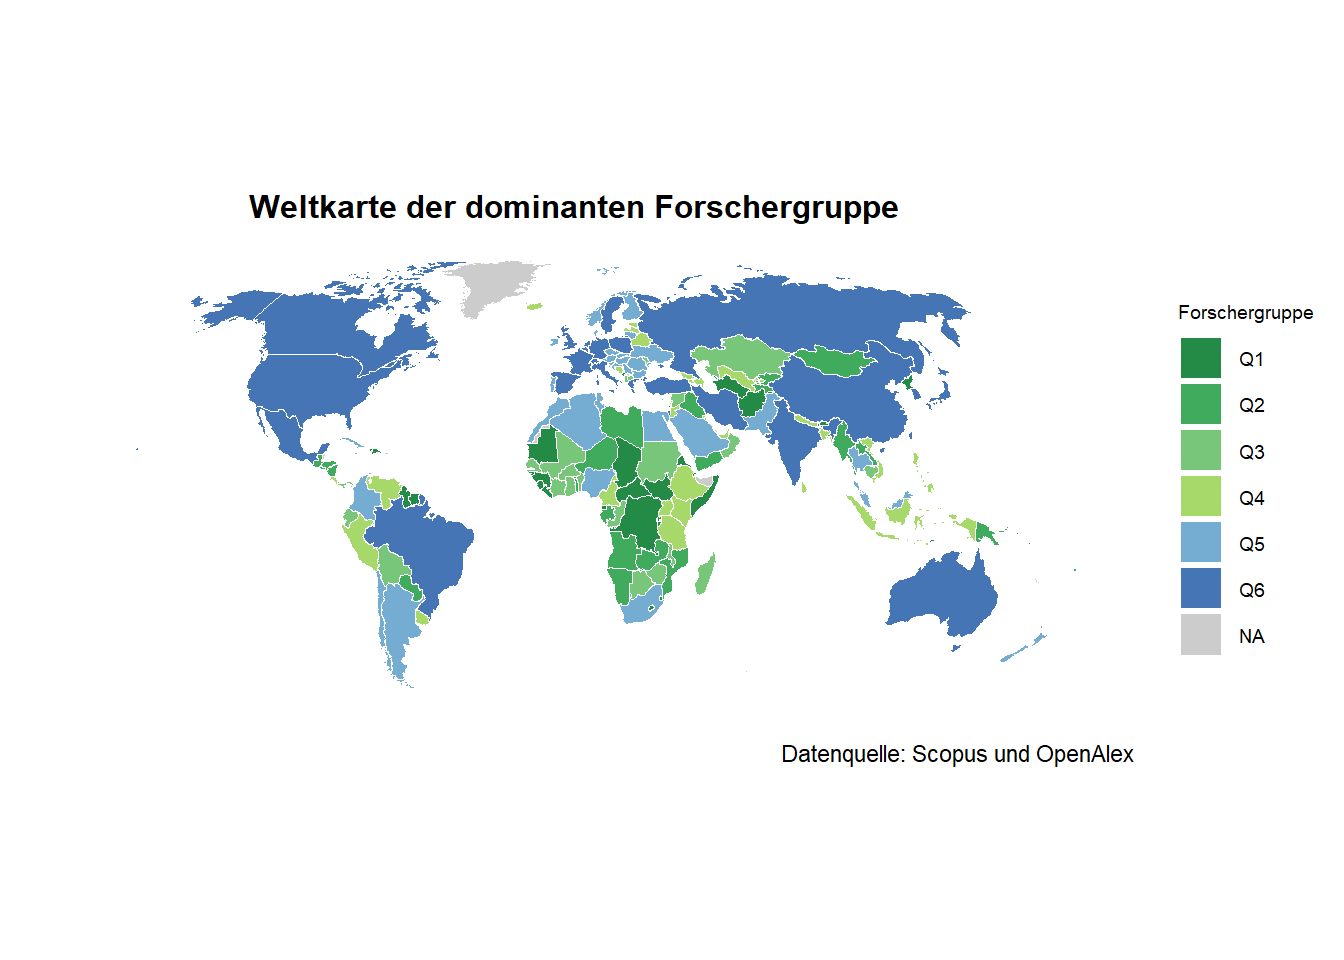 Weltkarte der dominanten Forschergruppe
Forschergruppe
Q1
Q2
Q3
Q4
Q5
Q6
NA
Datenquelle: Scopus und OpenAlex